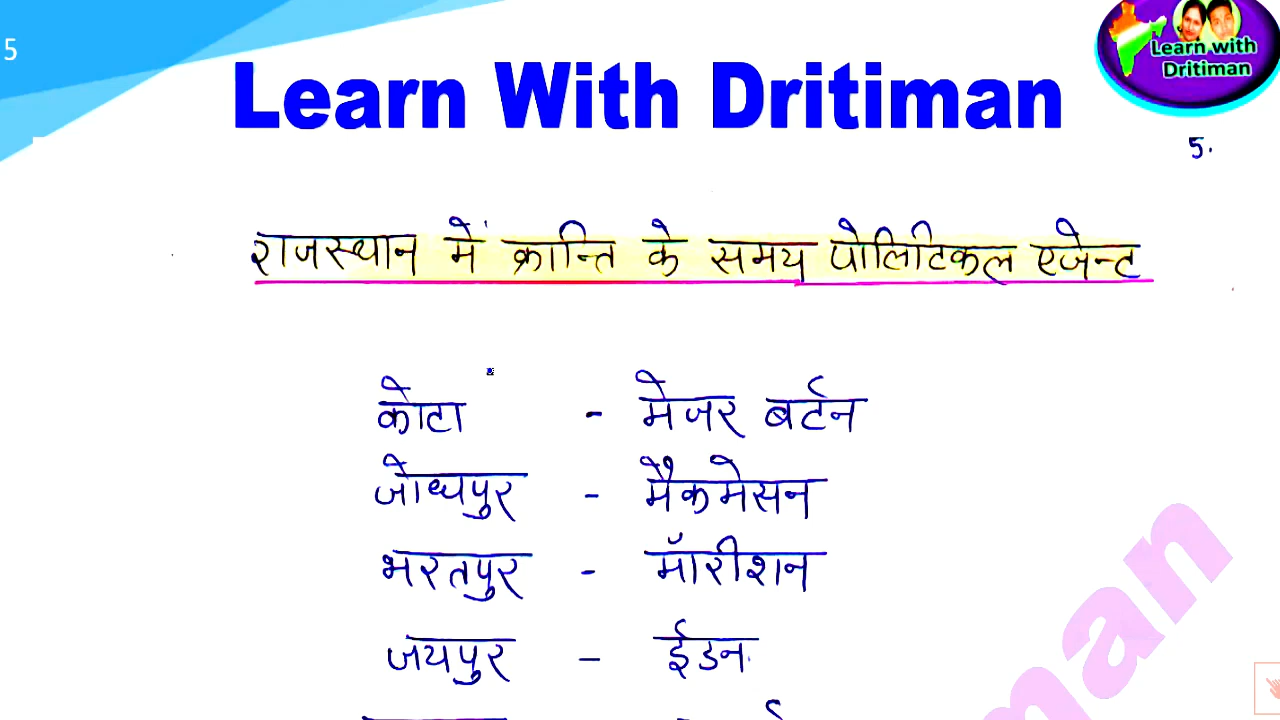 5
Learn With Dritiman
Learn with
Dritiman
5.
राजस्थान में क्रान्ति के समय पोलिटिकल एजेन्ट
कोटा - मेजर बर्टन
जोधपुर - मैकमेसन
भरतपुर - मॉरीशन
जयपुर - ईडन
man